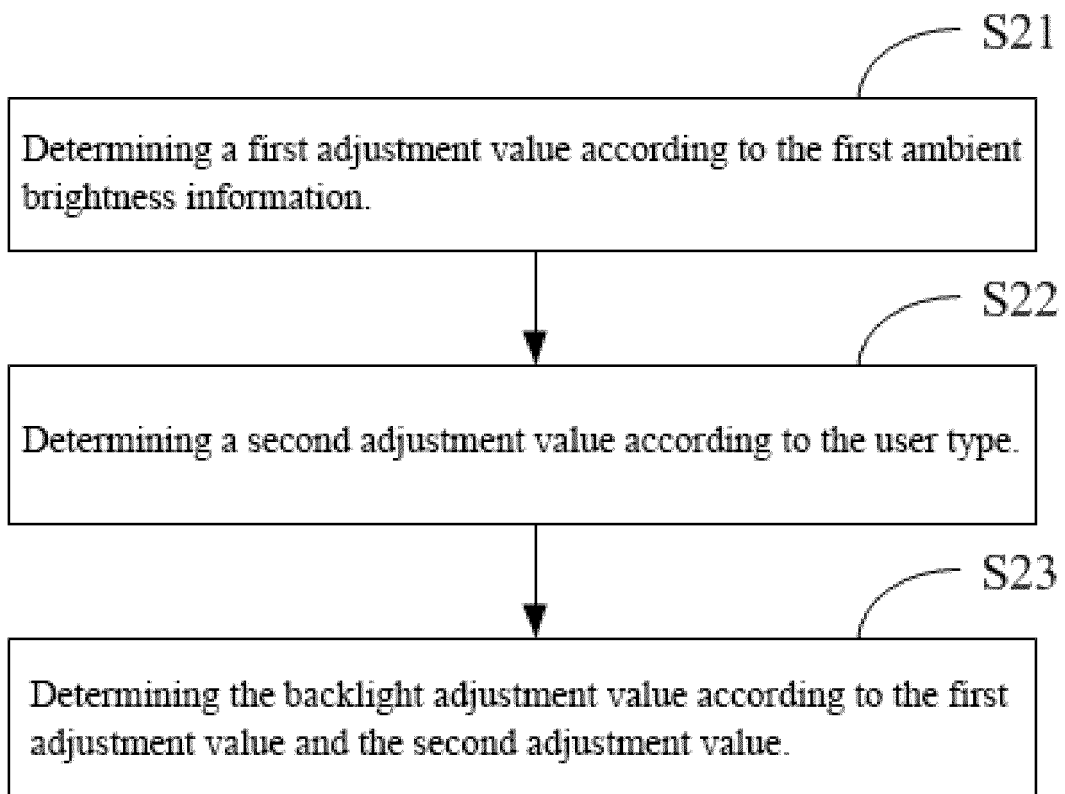 S21
Determining a first adjustment value according to the first ambient
brightness information.
S22
Determining a second adjustment value according to the user type.
S23
Determining the backlight adjustment value according to the first
adjustment value and the second adjustment value.